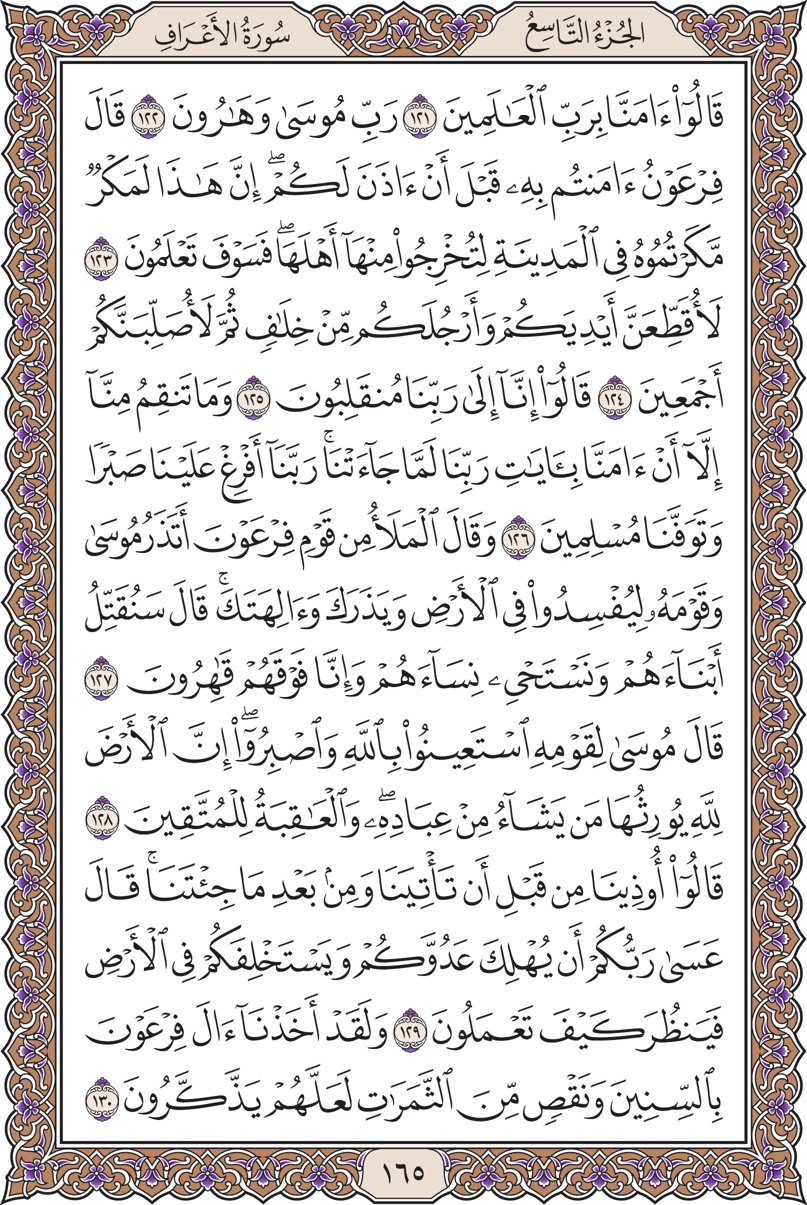 الجُزْءُ التَّاسِعُ
سُورَةُ الأَعْرَافِ
قَالُوٓاْ ءَامَنَّا بِرَبِّ ٱلۡعَٰلَمِينَ ١٢١ رَبِّ مُوسَىٰ وَهَٰرُونَ ١٢٢ قَالَ
فِرۡعَوۡنُ ءَامَنتُم بِهِۦ قَبۡلَ أَنۡ ءَاذَنَ لَكُمۡۖ إِنَّ هَٰذَا لَمَكۡرٞ
مَّكَرۡتُمُوهُ فِي ٱلۡمَدِينَةِ لِتُخۡرِجُواْ مِنۡهَآ أَهۡلَهَاۖ فَسَوۡفَ تَعۡلَمُونَ ١٢٣
لَأُقَطِّعَنَّ أَيۡدِيَكُمۡ وَأَرۡجُلَكُم مِّنۡ خِلَٰفٖ ثُمَّ لَأُصَلِّبَنَّكُمۡ
أَجۡمَعِينَ ١٢٤ قَالُوٓاْ إِنَّآ إِلَىٰ رَبِّنَا مُنقَلِبُونَ ١٢٥ وَمَا تَنقِمُ مِنَّآ
إِلَّآ أَنۡ ءَامَنَّا بِـَٔايَٰتِ رَبِّنَا لَمَّا جَآءَتۡنَاۚ رَبَّنَآ أَفۡرِغۡ عَلَيۡنَا صَبۡرٗا
وَتَوَفَّنَا مُسۡلِمِينَ ١٢٦ وَقَالَ ٱلۡمَلَأُ مِن قَوۡمِ فِرۡعَوۡنَ أَتَذَرُ مُوسَىٰ
وَقَوۡمَهُۥ لِيُفۡسِدُواْ فِي ٱلۡأَرۡضِ وَيَذَرَكَ وَءَالِهَتَكَۚ قَالَ سَنُقَتِّلُ
أَبۡنَآءَهُمۡ وَنَسۡتَحۡيِۦ نِسَآءَهُمۡ وَإِنَّا فَوۡقَهُمۡ قَٰهِرُونَ ١٢٧
قَالَ مُوسَىٰ لِقَوۡمِهِ ٱسۡتَعِينُواْ بِٱللَّهِ وَٱصۡبِرُوٓاْۖ إِنَّ ٱلۡأَرۡضَ
لِلَّهِ يُورِثُهَا مَن يَشَآءُ مِنۡ عِبَادِهِۦۖ وَٱلۡعَٰقِبَةُ لِلۡمُتَّقِينَ ١٢٨
قَالُوٓاْ أُوذِينَا مِن قَبۡلِ أَن تَأۡتِيَنَا وَمِنۢ بَعۡدِ مَا جِئۡتَنَاۚ قَالَ
عَسَىٰ رَبُّكُمۡ أَن يُهۡلِكَ عَدُوَّكُمۡ وَيَسۡتَخۡلِفَكُمۡ فِي ٱلۡأَرۡضِ
فَيَنظُرَ كَيۡفَ تَعۡمَلُونَ ١٢٩ وَلَقَدۡ أَخَذۡنَآ ءَالَ فِرۡعَوۡنَ
بِٱلسِّنِينَ وَنَقۡصٖ مِّنَ ٱلثَّمَرَٰتِ لَعَلَّهُمۡ يَذَّكَّرُونَ ١٣٠
١٦٥